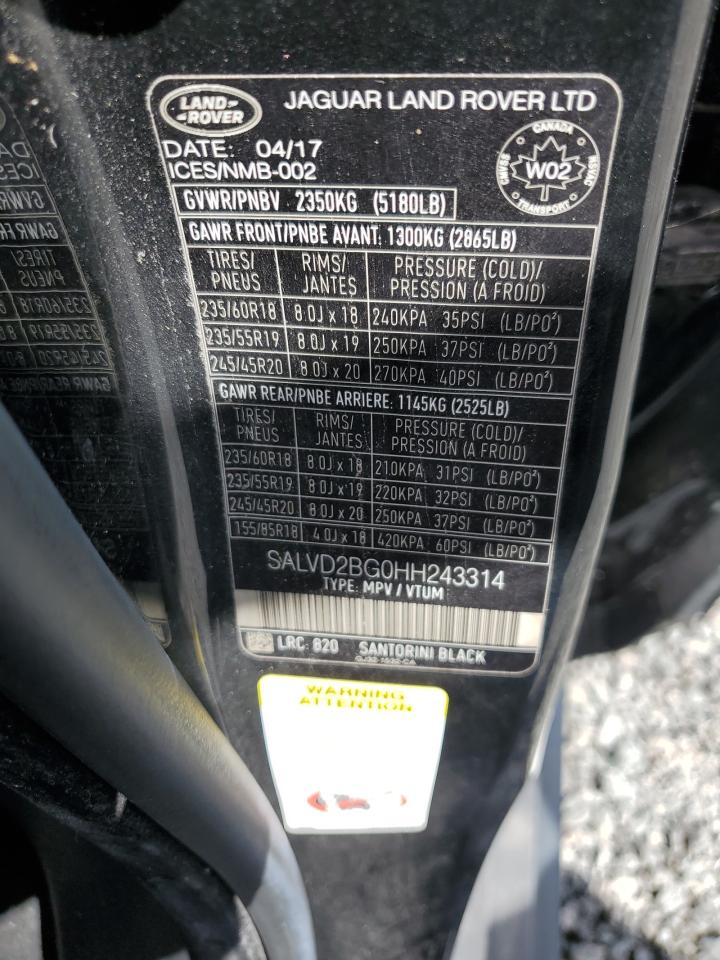 LAND-
ROVER
JAGUAR LAND ROVER LTD
DATE: 04/17
ICES/NMB-002
CANADA
NSVAC
TRANSPORT
NVSMAC
W02
GVWR/PNBV 2350KG (5180LB)
GAWR FRONT/PNBE AVANT: 1300KG (2865LB)
TIRES/ RIMS/ PRESSURE (COLD)/
PNEUS JANTES PRESSION (A FROID)
235/60R18 8.0J x 18 240KPA 35PSI (LB/PO²)
235/55R19 8.0J x 19 250KPA 37PSI (LB/PO²)
245/45R20 8.0J x 20 270KPA 40PSI (LB/PO²)
GAWR REAR/PNBE ARRIERE: 1145KG (2525LB)
TIRES/ RIMS/ PRESSURE (COLD)/
PNEUS JANTES PRESSION (A FROID)
235/60R18 8.0J x 18 210KPA 31PSI (LB/PO²)
235/55R19 8.0J x 19 220KPA 32PSI (LB/PO²)
245/45R20 8.0J x 20 250KPA 37PSI (LB/PO²)
155/85R18 4.0J x 18 420KPA 60PSI (LB/PO²)
SALVD2BG0HH243314
TYPE: MPV / VTUM
LRC: 820 SANTORINI BLACK
WARNING
ATTENTION